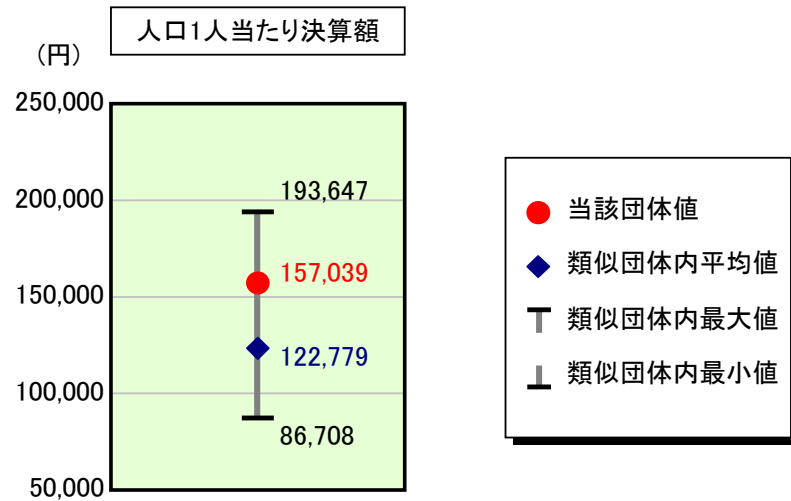 人口1人当たり決算額
(円)
250,000
200,000
150,000
100,000
50,000
193,647
157,039
122,779
86,708
当該団体値
類似団体内平均値
類似団体内最大値
類似団体内最小値